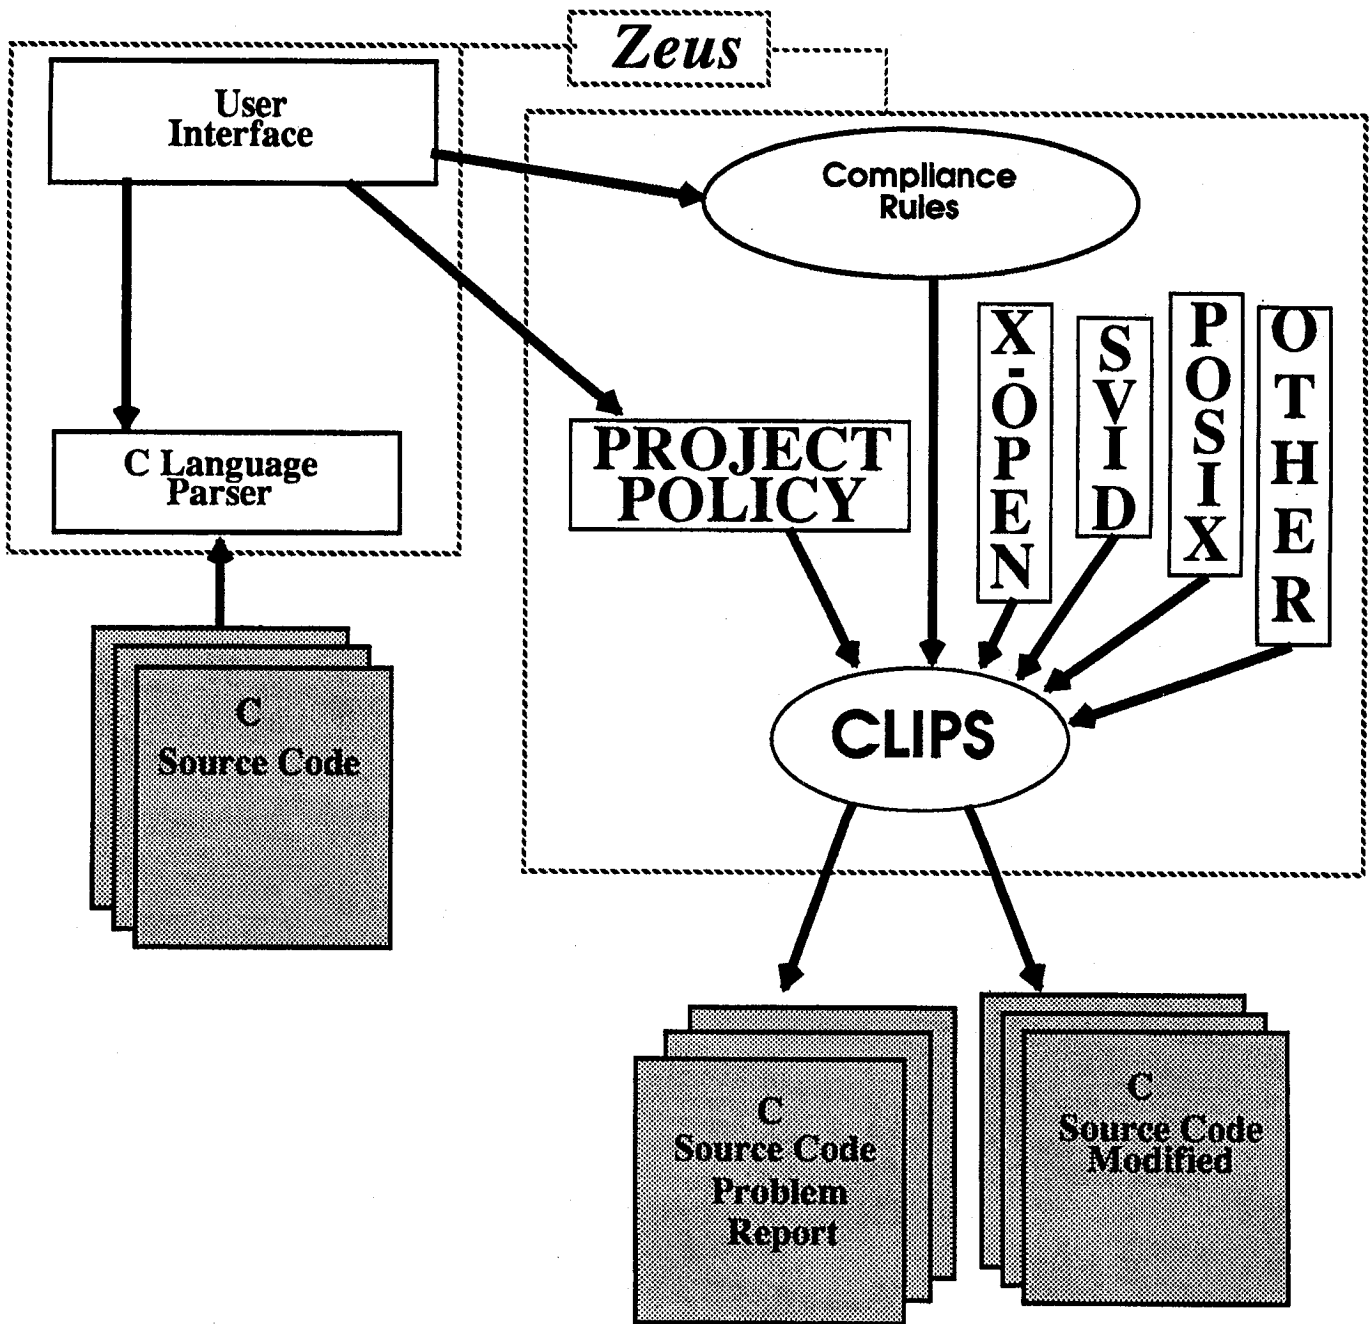 Zeus
User
Interface
Compliance
Rules
X-OPEN
SVID
POSIX
OTHER
PROJECT
POLICY
C Language
Parser
C
Source Code
CLIPS
C
Source Code
Problem
Report
C
Source Code
Modified